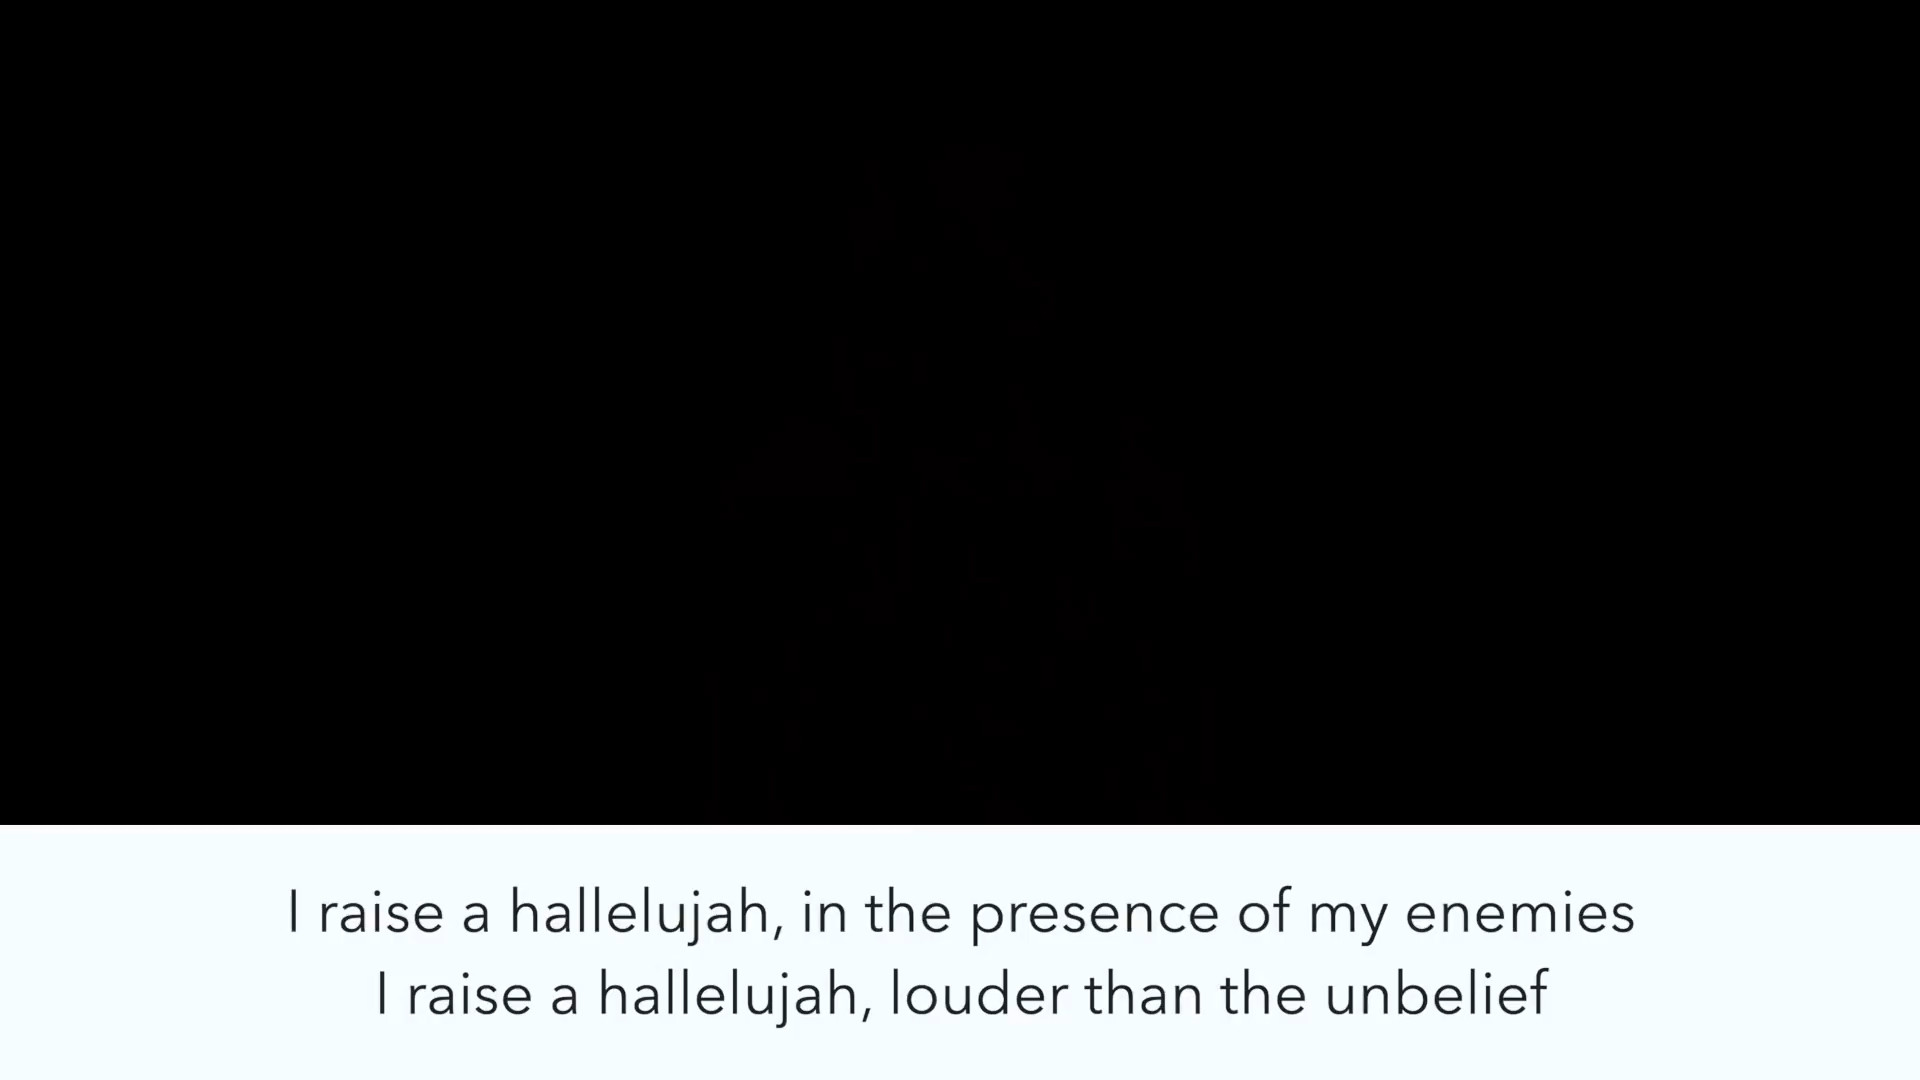 I raise a hallelujah, in the presence of my enemies
I raise a hallelujah, louder than the unbelief